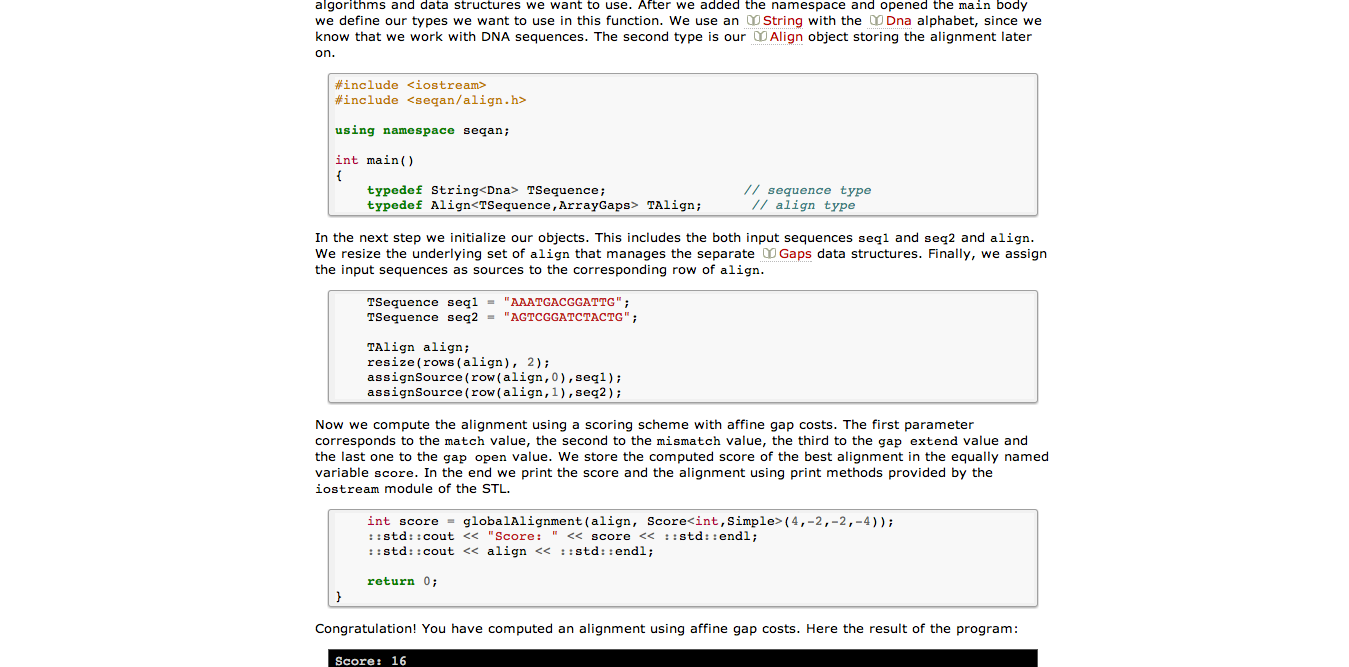 algorithms and data structures we want to use. After we added the namespace and opened the main body
we define our types we want to use in this function. We use an String with the Dna alphabet, since we
know that we work with DNA sequences. The second type is our Align object storing the alignment later
on.
#include <iostream>
#include <seqan/align.h>
using namespace seqan;
int main()
{
typedef String<Dna> TSequence; // sequence type
typedef Align<TSequence,ArrayGaps> TAlign; // align type
In the next step we initialize our objects. This includes the both input sequences seq1 and seq2 and align.
We resize the underlying set of align that manages the separate Gaps data structures. Finally, we assign
the input sequences as sources to the corresponding row of align.
TSequence seq1 = "AAATGACGGATTG";
TSequence seq2 = "AGTCGGATCTACTG";
TAlign align;
resize(rows(align), 2);
assignSource(row(align,0),seq1);
assignSource(row(align,1),seq2);
Now we compute the alignment using a scoring scheme with affine gap costs. The first parameter
corresponds to the match value, the second to the mismatch value, the third to the gap extend value and
the last one to the gap open value. We store the computed score of the best alignment in the equally named
variable score. In the end we print the score and the alignment using print methods provided by the
iostream module of the STL.
int score = globalAlignment(align, Score<int,Simple>(4,-2,-2,-4));
::std::cout << "Score: " << score << ::std::endl;
::std::cout << align << ::std::endl;
return 0;
}
Congratulation! You have computed an alignment using affine gap costs. Here the result of the program:
Score: 16